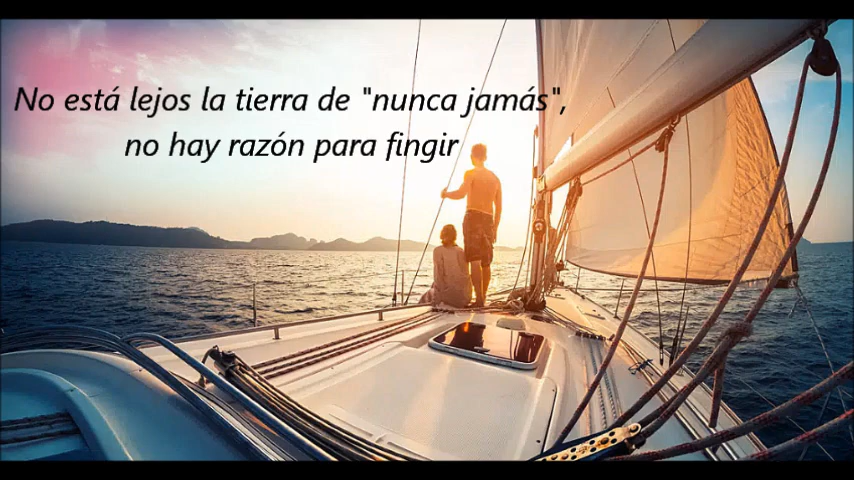 No está lejos la tierra de "nunca jamás",
no hay razón para fingir